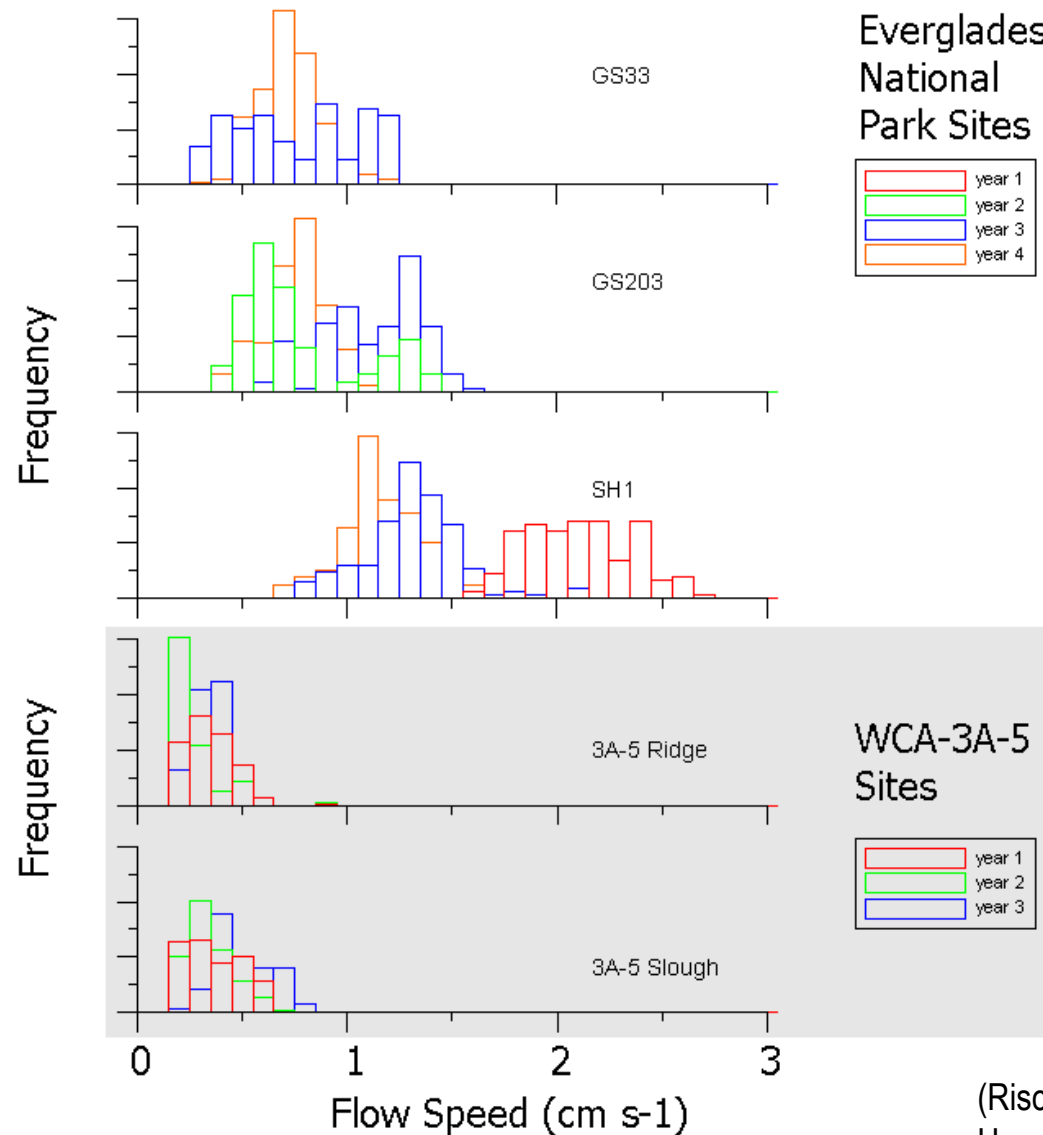 Everglades
National
Park Sites
year 1
year 2
year 3
year 4
GS33
GS203
SH1
Frequency
3A-5 Ridge
3A-5 Slough
Frequency
WCA-3A-5
Sites
year 1
year 2
year 3
0 1 2 3
Flow Speed (cm s-1)